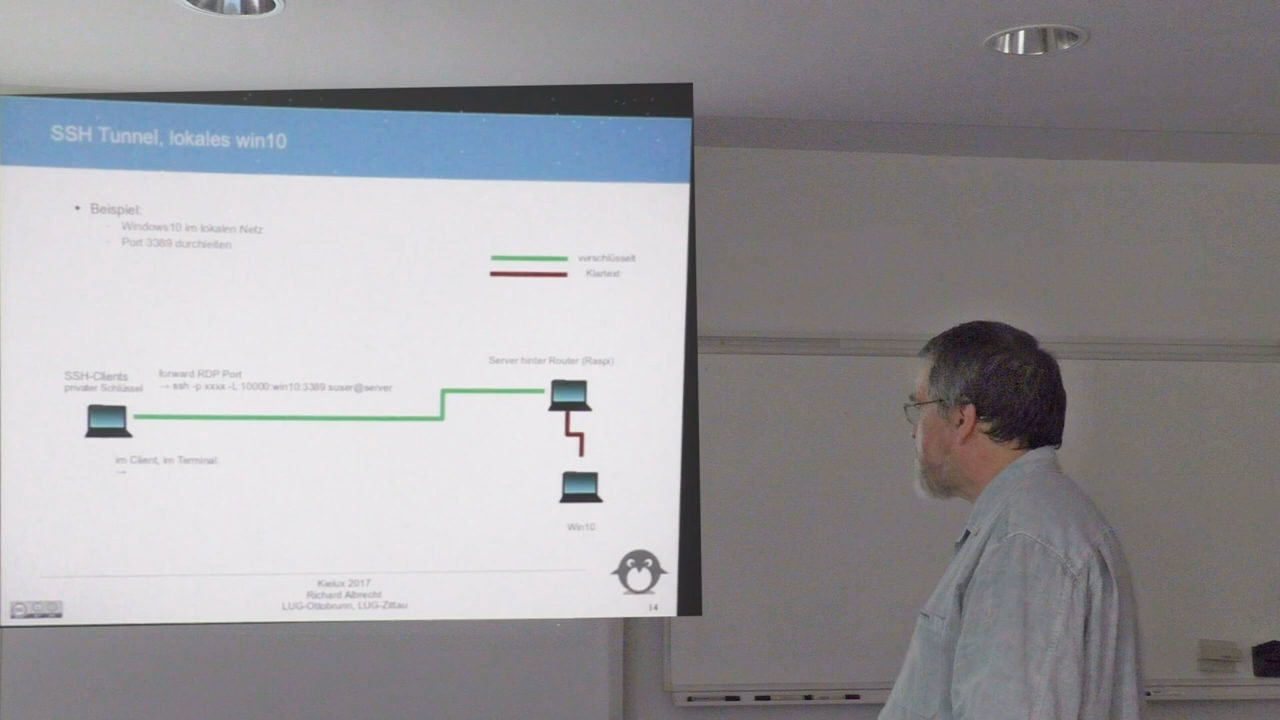 SSH Tunnel, lokales win10
• Beispiel:
Windows10 im lokalen Netz
Port 3389 durchleiten
verschlüsselt
Klartext
Server hinter Router (Raspi)
SSH-Clients
privater Schlüssel
forward RDP Port
→ ssh -p xxxx -L 10000:win10:3389 suser@server
im Client, im Terminal:
→
Win10
Kielux 2017
Richard Albrecht
LUG-Ottobrunn, LUG-Zittau
14